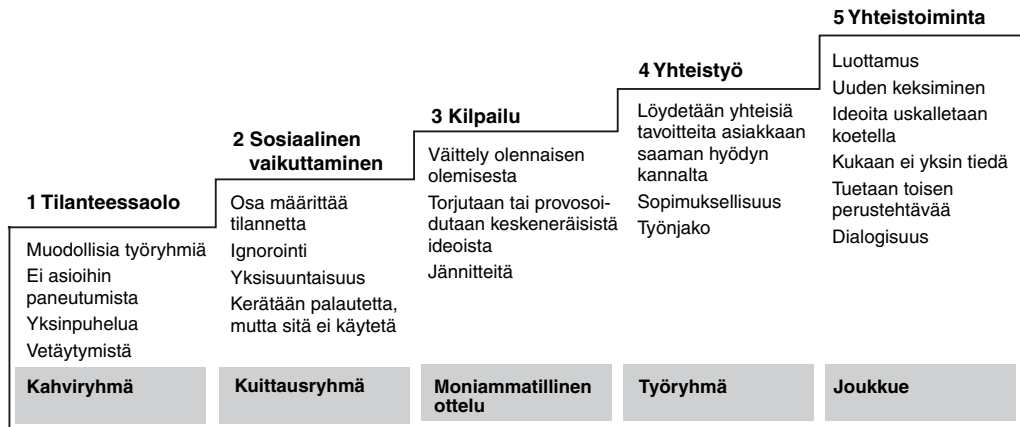 1 Tilanteessaolo
Muodollisia työryhmiä
Ei asioihin
paneutumista
Yksinpuhelua
Vetäytymistä
Kahviryhmä
2 Sosiaalinen
vaikuttaminen
Osa määrittää
tilannetta
Ignorointi
Yksisuuntaisuus
Kerätään palautetta,
mutta sitä ei käytetä
Kuittausryhmä
3 Kilpailu
Väittely olennaisen
olemisesta
Torjutaan tai provosoi-
dutaan keskeneräisistä
ideoista
Jännitteitä
Moniammatillinen
ottelu
4 Yhteistyö
Löydetään yhteisiä
tavoitteita asiakkaan
saaman hyödyn
kannalta
Sopimuksellisuus
Työnjako
Työryhmä
5 Yhteistoiminta
Luottamus
Uuden keksiminen
Ideoita uskalletaan
koetella
Kukaan ei yksin tiedä
Tuetaan toisen
perustehtävää
Dialogisuus
Joukkue